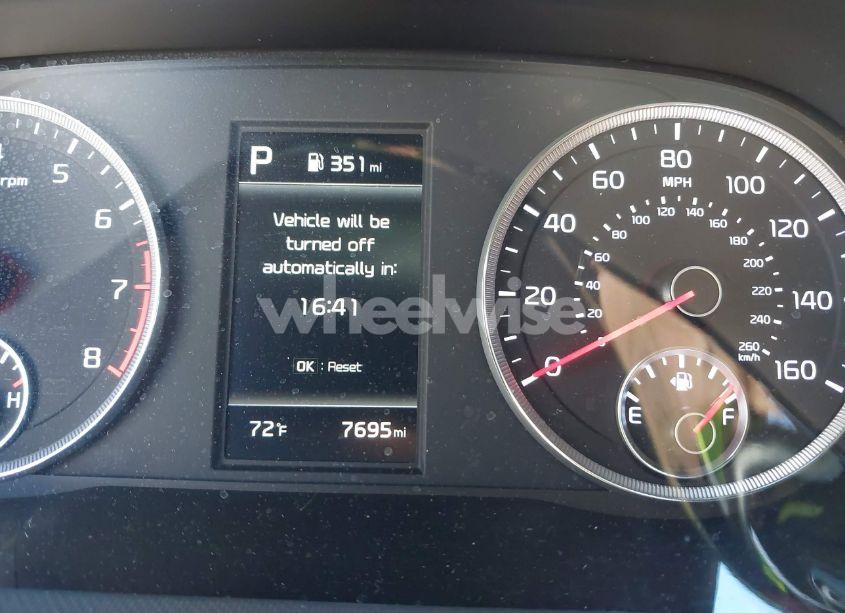 P 351 mi
Vehicle will be
turned off
automatically in:
16:41
OK : Reset
72°F 7695 mi
wheelwise
4 5 6 7 8
rpm
H
0 20 40 60 80 100 120 140 160
MPH
20 40 60 80 100 120 140 160 180 200 220 240 260
km/h
E F